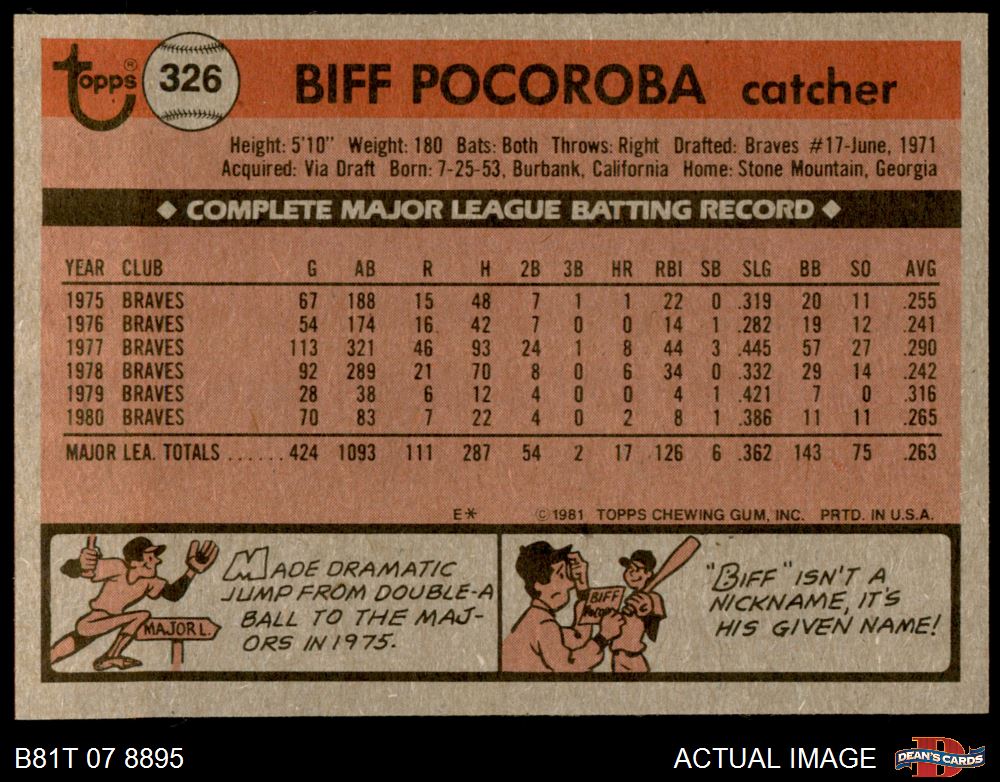 topps® 326 BIFF POCOROBA catcher
Height: 5'10" Weight: 180 Bats: Both Throws: Right Drafted: Braves #17-June, 1971
Acquired: Via Draft Born: 7-25-53, Burbank, California Home: Stone Mountain, Georgia
◆ COMPLETE MAJOR LEAGUE BATTING RECORD ◆
YEAR CLUB G AB R H 2B 3B HR RBI SB SLG BB SO AVG
1975 BRAVES 67 188 15 48 7 1 1 22 0 .319 20 11 .255
1976 BRAVES 54 174 16 42 7 0 0 14 1 .282 19 12 .241
1977 BRAVES 113 321 46 93 24 1 8 44 3 .445 57 27 .290
1978 BRAVES 92 289 21 70 8 0 6 34 0 .332 29 14 .242
1979 BRAVES 28 38 6 12 4 0 0 4 1 .421 7 0 .316
1980 BRAVES 70 83 7 22 4 0 2 8 1 .386 11 11 .265
MAJOR LEA. TOTALS ...... 424 1093 111 287 54 2 17 126 6 .362 143 75 .263
E* ©1981 TOPPS CHEWING GUM, INC. PRTD. IN U.S.A.
MADE DRAMATIC
JUMP FROM DOUBLE-A
BALL TO THE MAJ-
ORS IN 1975.
MAJOR L.
BIFF
Pocoroba
"BIFF" ISN'T A
NICKNAME, IT'S
HIS GIVEN NAME!
B81T 07 8895
ACTUAL IMAGE
D
DEAN'S CARDS